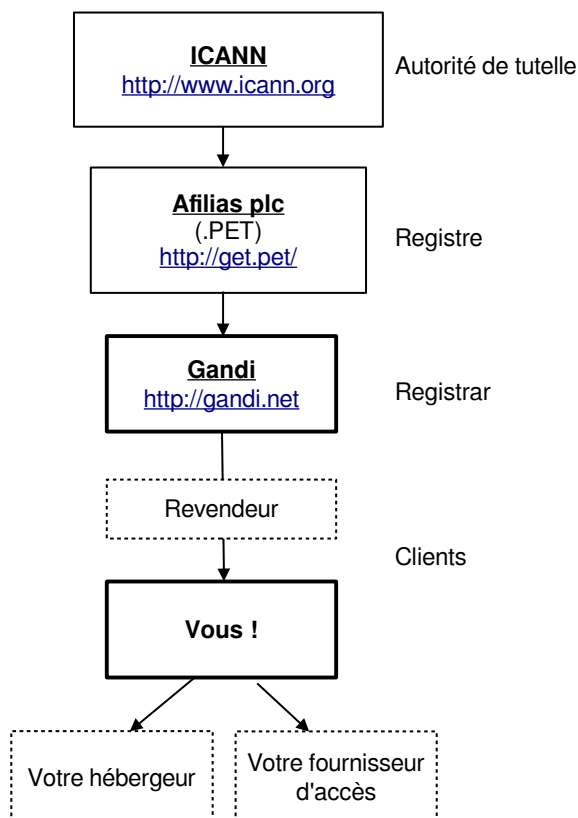 ICANN
http://www.icann.org
Autorité de tutelle
Afilias plc
(.PET)
http://get.pet/
Registre
Gandi
http://gandi.net
Registrar
Revendeur
Clients
Vous !
Votre hébergeur
Votre fournisseur
d'accès